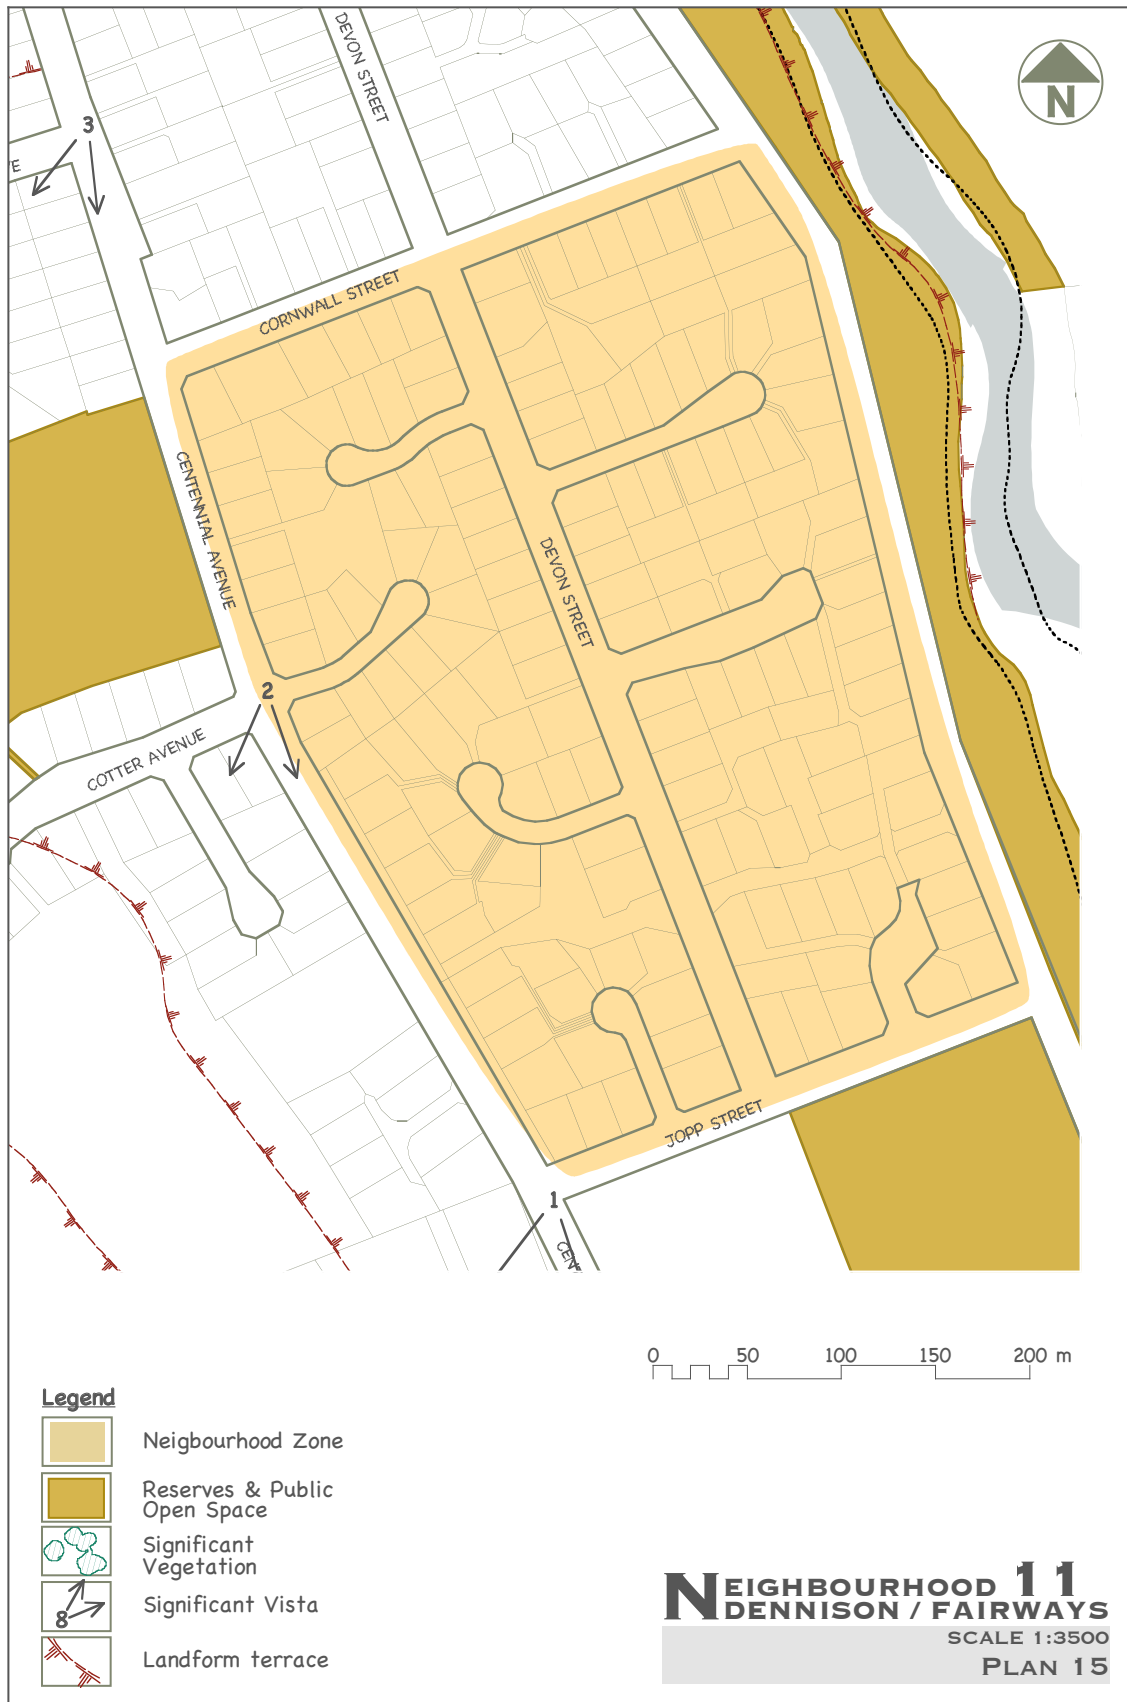 DEVON STREET
N
3
E
CORNWALL STREET
CENTENNIAL AVENUE
DEVON STREET
2
COTTER AVENUE
JOPP STREET
1
CEN
0 50 100 150 200 m
Legend
Neigbourhood Zone
Reserves & Public
Open Space
Significant
Vegetation
8
Significant Vista
Landform terrace
NEIGHBOURHOOD 11
DENNISON / FAIRWAYS
SCALE 1:3500
PLAN 15